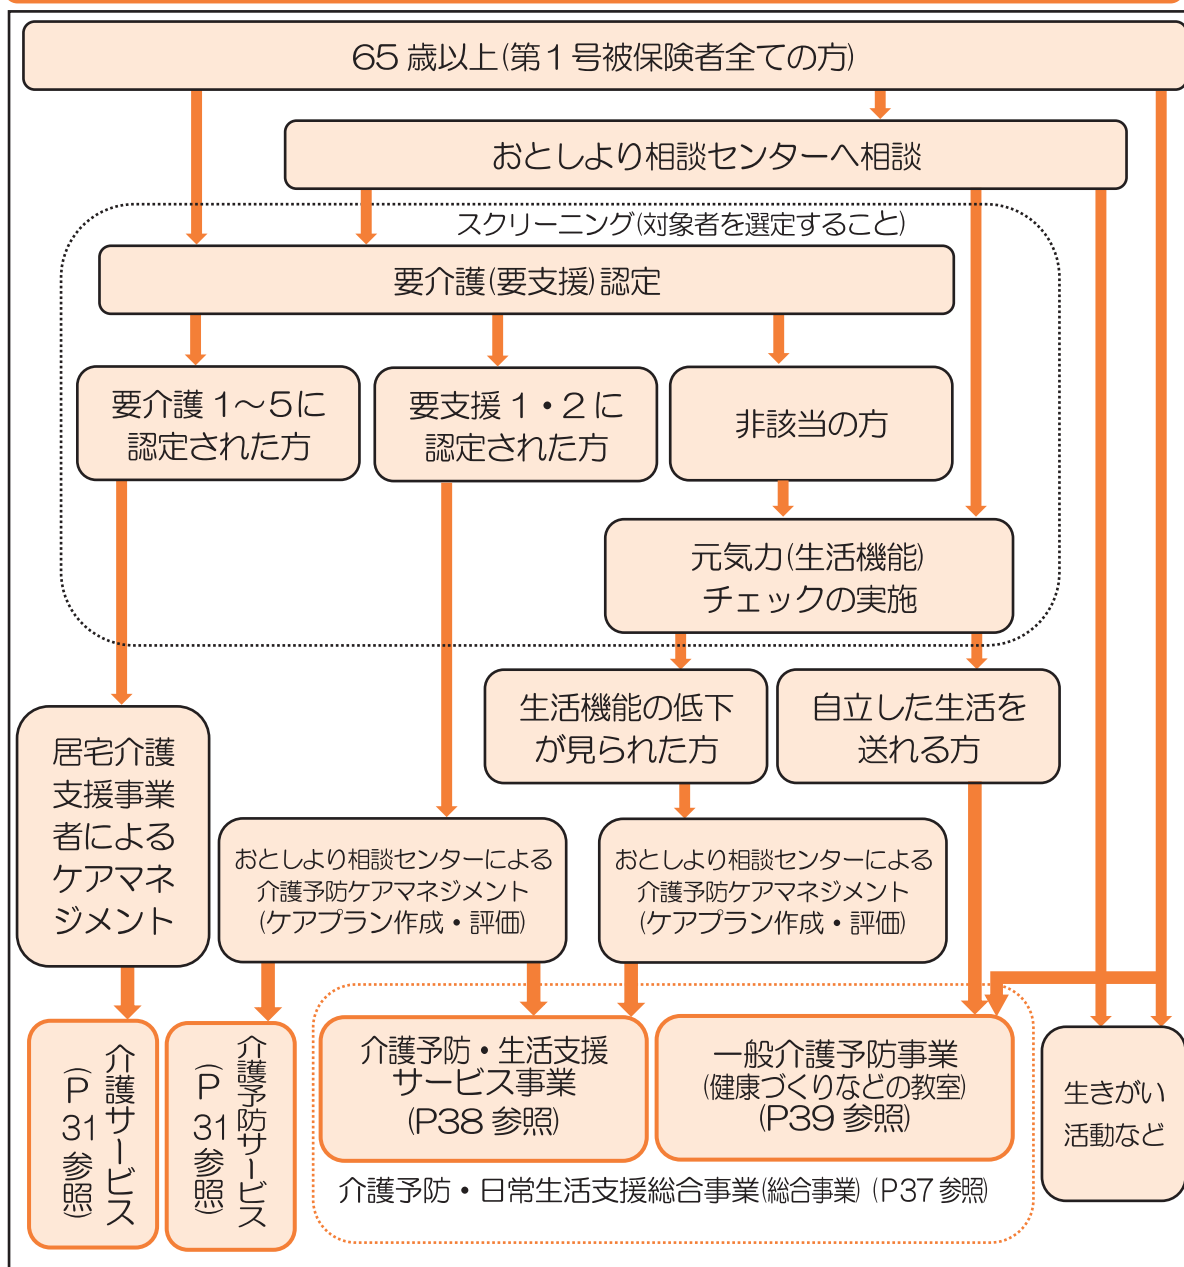 65歳以上(第1号被保険者全ての方)
おとしより相談センターへ相談
スクリーニング(対象者を選定すること)
要介護(要支援)認定
要介護1～5に
認定された方
要支援1・2に
認定された方
非該当の方
元気力(生活機能)
チェックの実施
生活機能の低下
が見られた方
自立した生活を
送れる方
居宅介護
支援事業
者による
ケアマネ
ジメント
おとしより相談センターによる
介護予防ケアマネジメント
(ケアプラン作成・評価)
おとしより相談センターによる
介護予防ケアマネジメント
(ケアプラン作成・評価)
介護サービス
(P31参照)
介護予防サービス
(P31参照)
介護予防・生活支援
サービス事業
(P38参照)
一般介護予防事業
(健康づくりなどの教室)
(P39参照)
生きがい
活動など
介護予防・日常生活支援総合事業(総合事業)(P37参照)